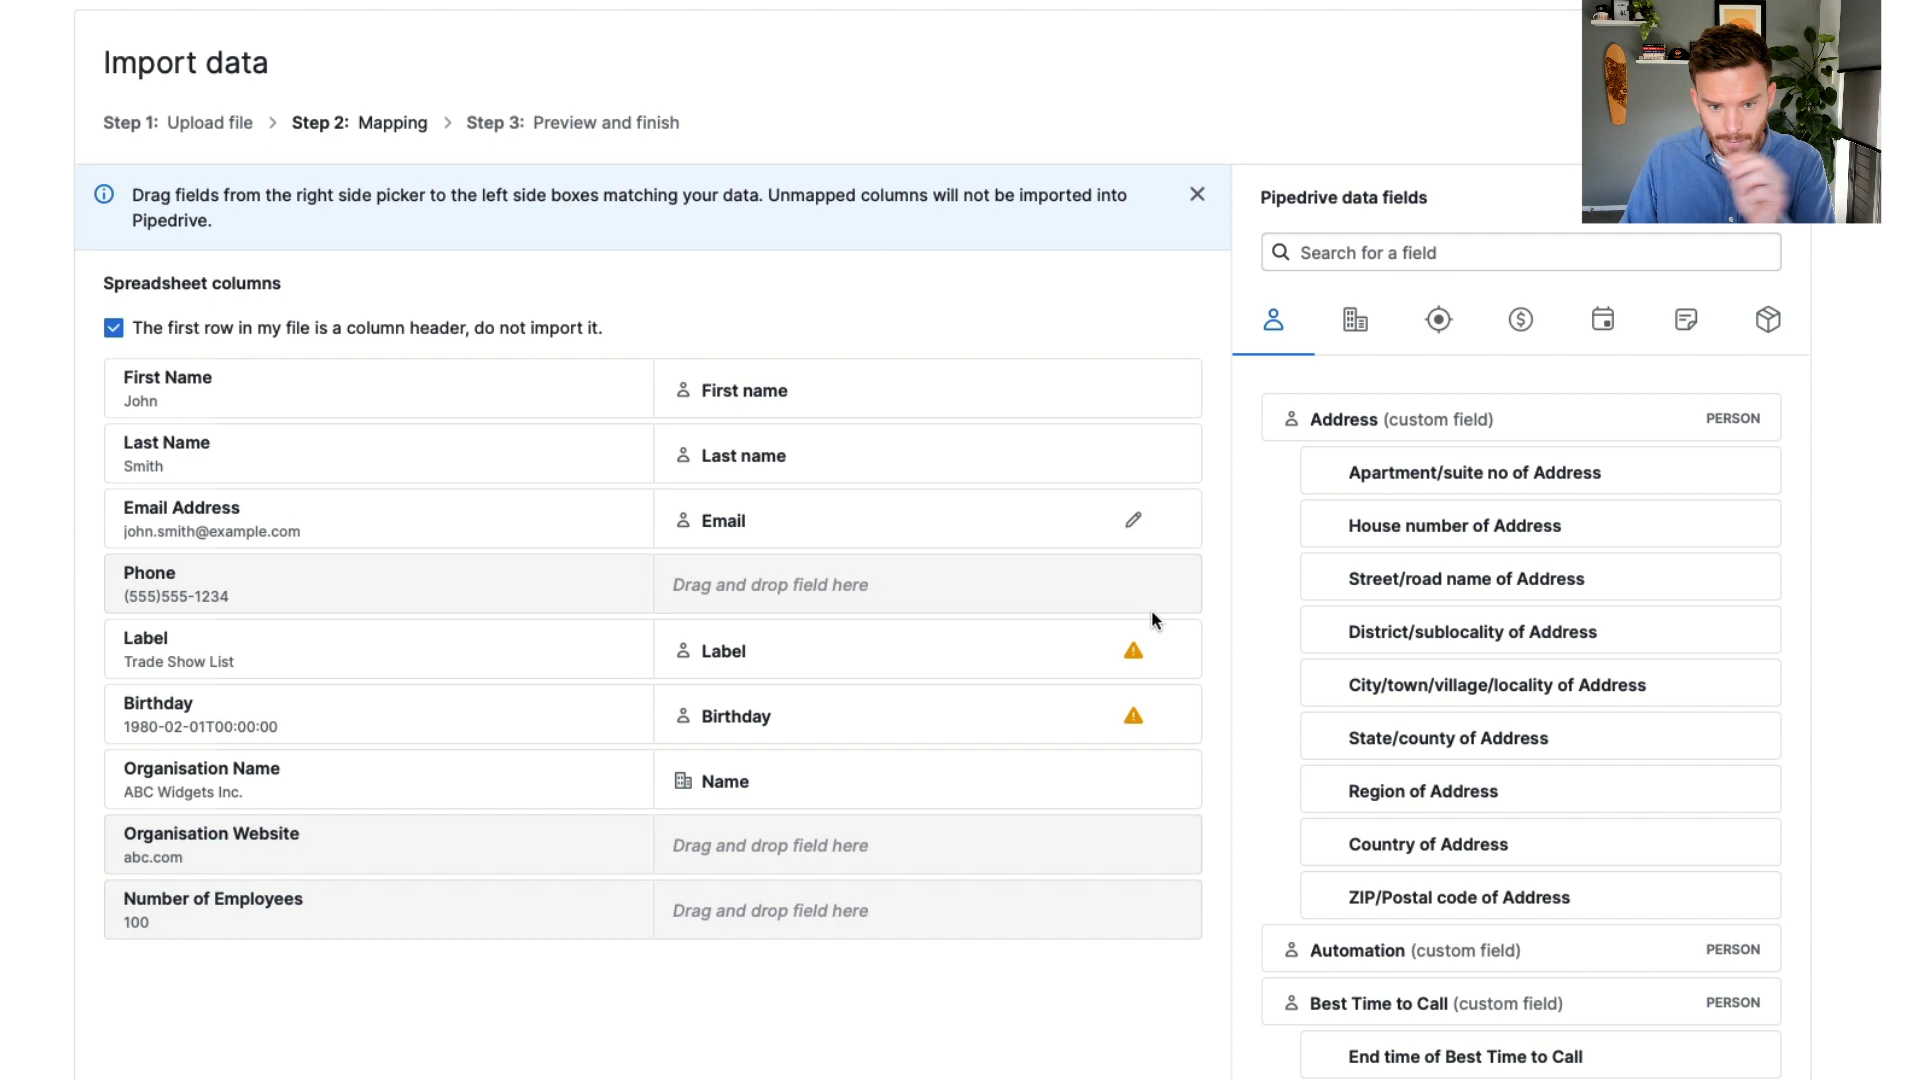 Import data
Step 1: Upload file > Step 2: Mapping > Step 3: Preview and finish
Drag fields from the right side picker to the left side boxes matching your data. Unmapped columns will not be imported into
Pipedrive.
Spreadsheet columns
The first row in my file is a column header, do not import it.
First Name
John
First name
Last Name
Smith
Last name
Email Address
john.smith@example.com
Email
Phone
(555)555-1234
Drag and drop field here
Label
Trade Show List
Label
Birthday
1980-02-01T00:00:00
Birthday
Organisation Name
ABC Widgets Inc.
Name
Organisation Website
abc.com
Drag and drop field here
Number of Employees
100
Drag and drop field here
Pipedrive data fields
Search for a field
Address (custom field) PERSON
Apartment/suite no of Address
House number of Address
Street/road name of Address
District/sublocality of Address
City/town/village/locality of Address
State/county of Address
Region of Address
Country of Address
ZIP/Postal code of Address
Automation (custom field) PERSON
Best Time to Call (custom field) PERSON
End time of Best Time to Call